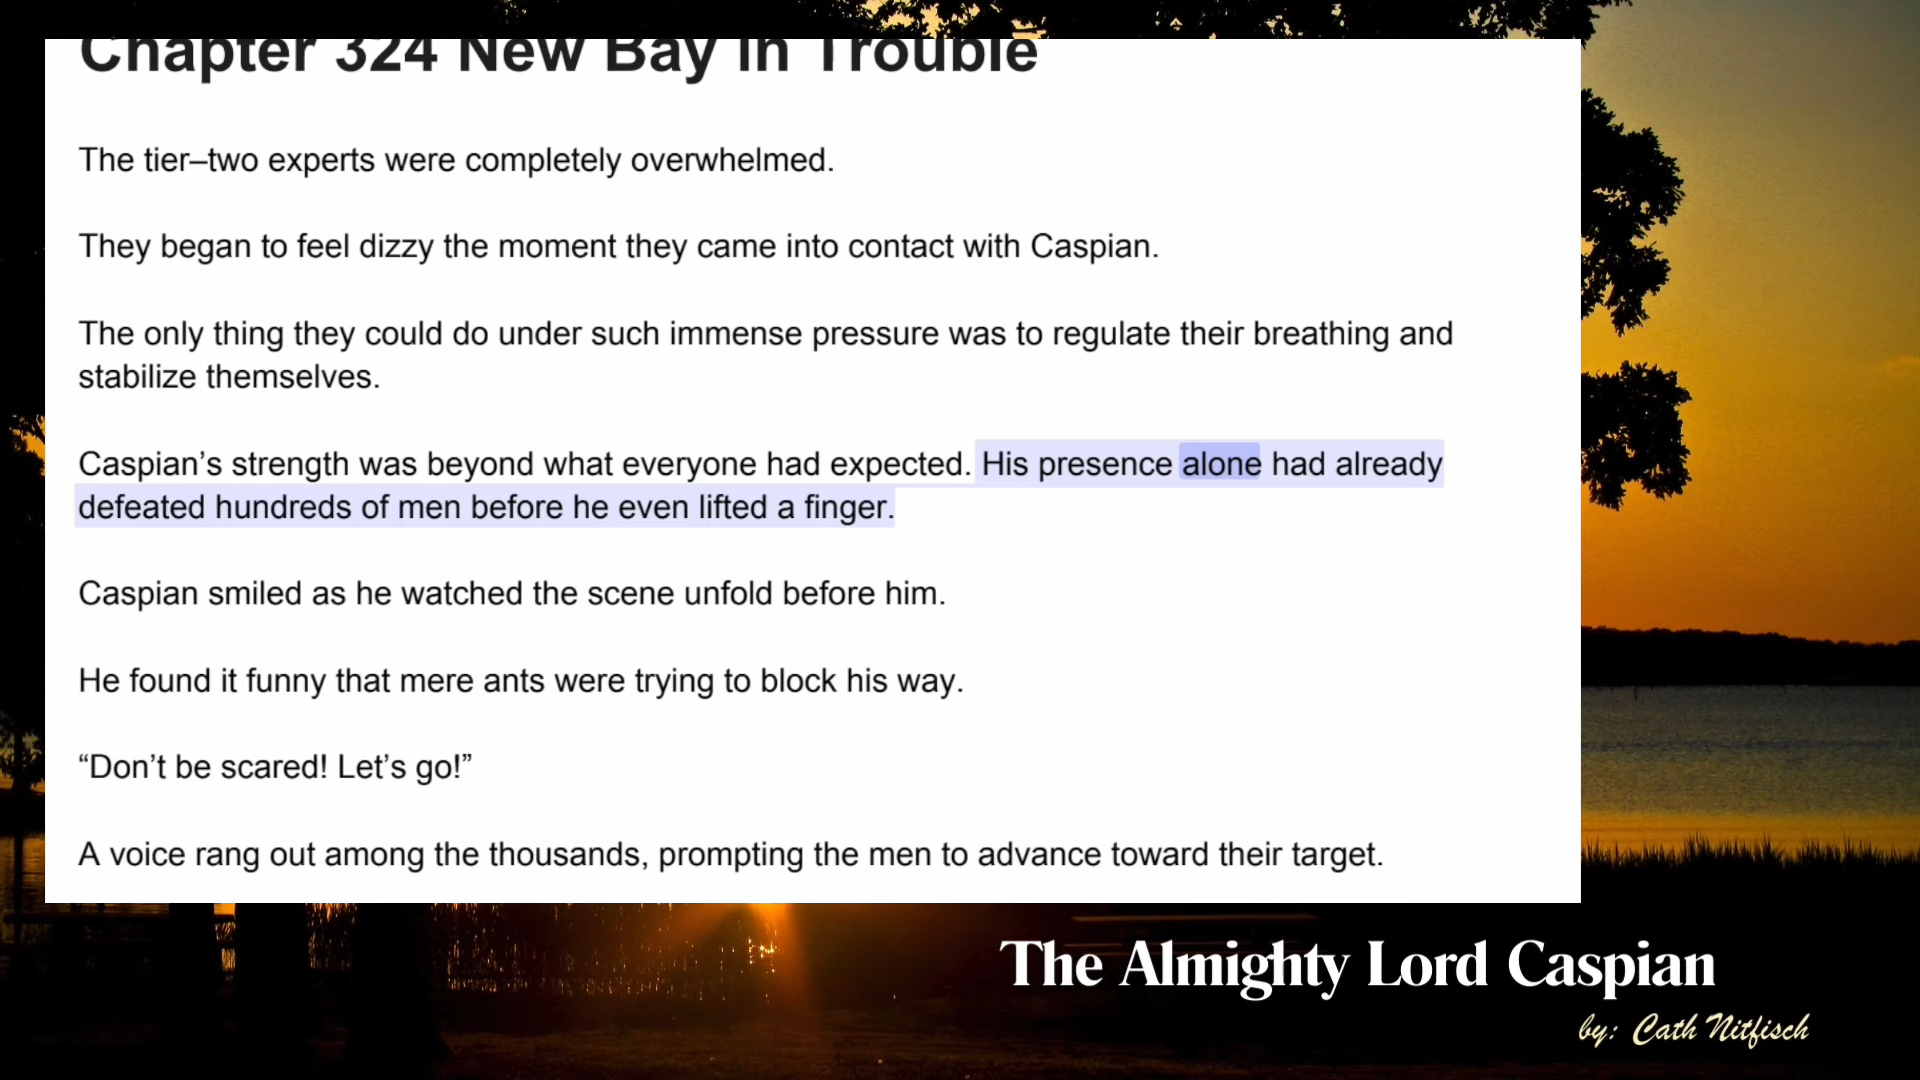 Chapter 324 New Bay in Trouble
The tier–two experts were completely overwhelmed.
They began to feel dizzy the moment they came into contact with Caspian.
The only thing they could do under such immense pressure was to regulate their breathing and
stabilize themselves.
Caspian’s strength was beyond what everyone had expected. His presence alone had already
defeated hundreds of men before he even lifted a finger.
Caspian smiled as he watched the scene unfold before him.
He found it funny that mere ants were trying to block his way.
“Don’t be scared! Let’s go!”
A voice rang out among the thousands, prompting the men to advance toward their target.
The Almighty Lord Caspian
by: Cath Nitfisch